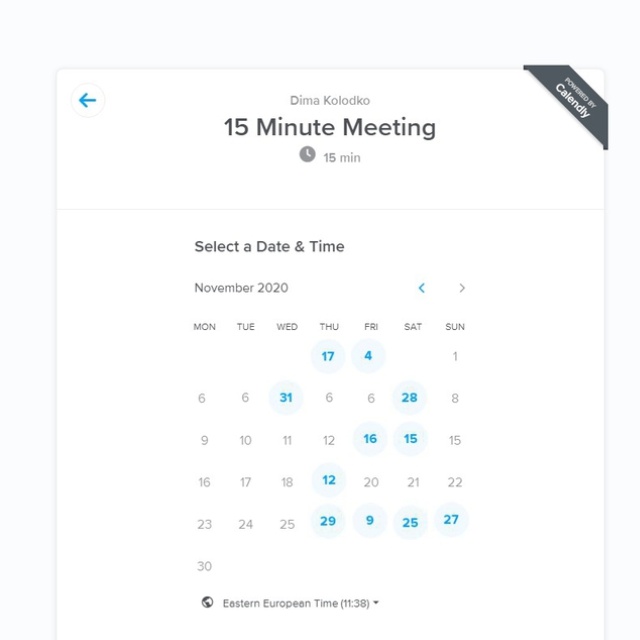 POWERED BY
Calendly
Dima Kolodko
15 Minute Meeting
15 min
Select a Date & Time
November 2020
MON TUE WED THU FRI SAT SUN
17 4 1
6 6 31 6 6 28 8
9 10 11 12 16 15 15
16 17 18 12 20 21 22
23 24 25 29 9 25 27
30
Eastern European Time (11:38)